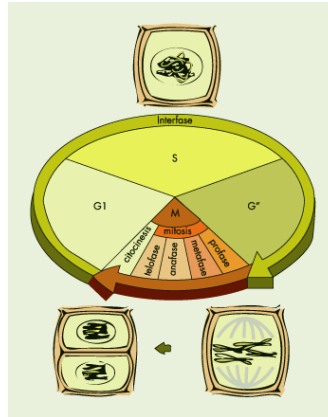 Interfase
S
G1
G"
M
mitosis
citocinesis
telofase
anafase
metafase
profase